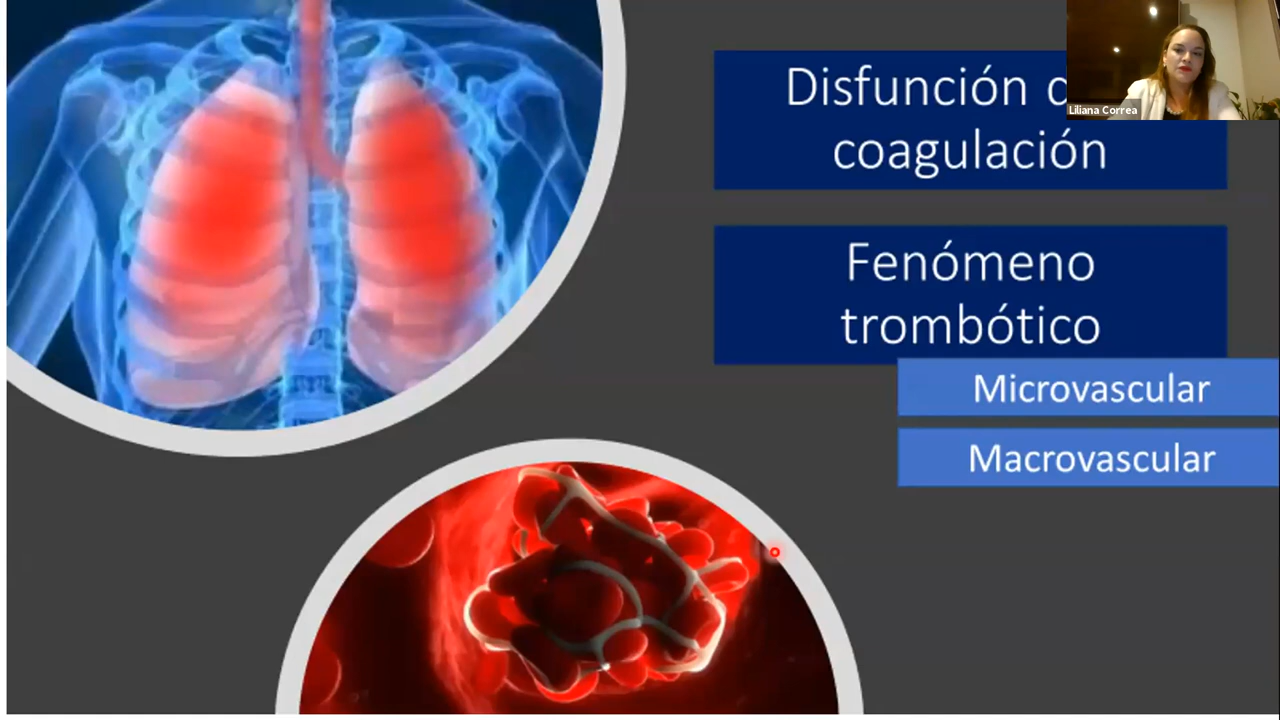 Disfunción
coagulación
Liliana Correa
Fenómeno
trombótico
Microvascular
Macrovascular